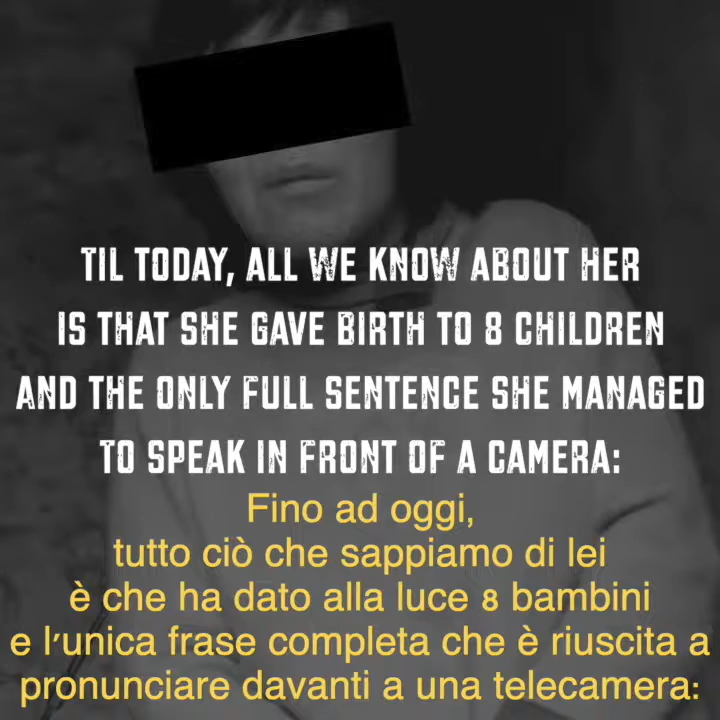 TIL TODAY, ALL WE KNOW ABOUT HER
IS THAT SHE GAVE BIRTH TO 8 CHILDREN
AND THE ONLY FULL SENTENCE SHE MANAGED
TO SPEAK IN FRONT OF A CAMERA:
Fino ad oggi,
tutto ciò che sappiamo di lei
è che ha dato alla luce 8 bambini
e l'unica frase completa che è riuscita a
pronunciare davanti a una telecamera: